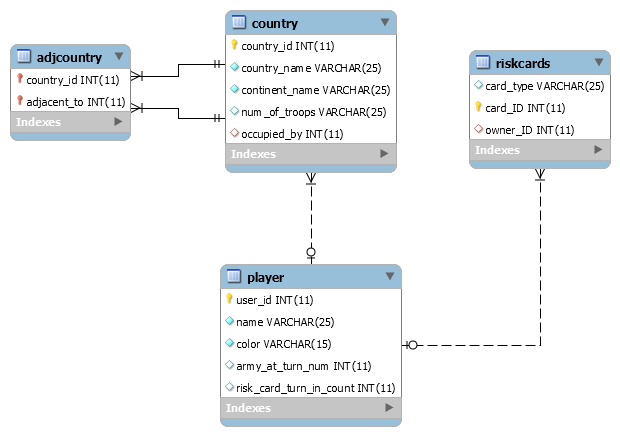 adjcountry
country_id INT(11)
adjacent_to INT(11)
Indexes
country
country_id INT(11)
country_name VARCHAR(25)
continent_name VARCHAR(25)
num_of_troops VARCHAR(25)
occupied_by INT(11)
Indexes
riskcards
card_type VARCHAR(25)
card_ID INT(11)
owner_ID INT(11)
Indexes
player
user_id INT(11)
name VARCHAR(25)
color VARCHAR(15)
army_at_turn_num INT(11)
risk_card_turn_in_count INT(11)
Indexes